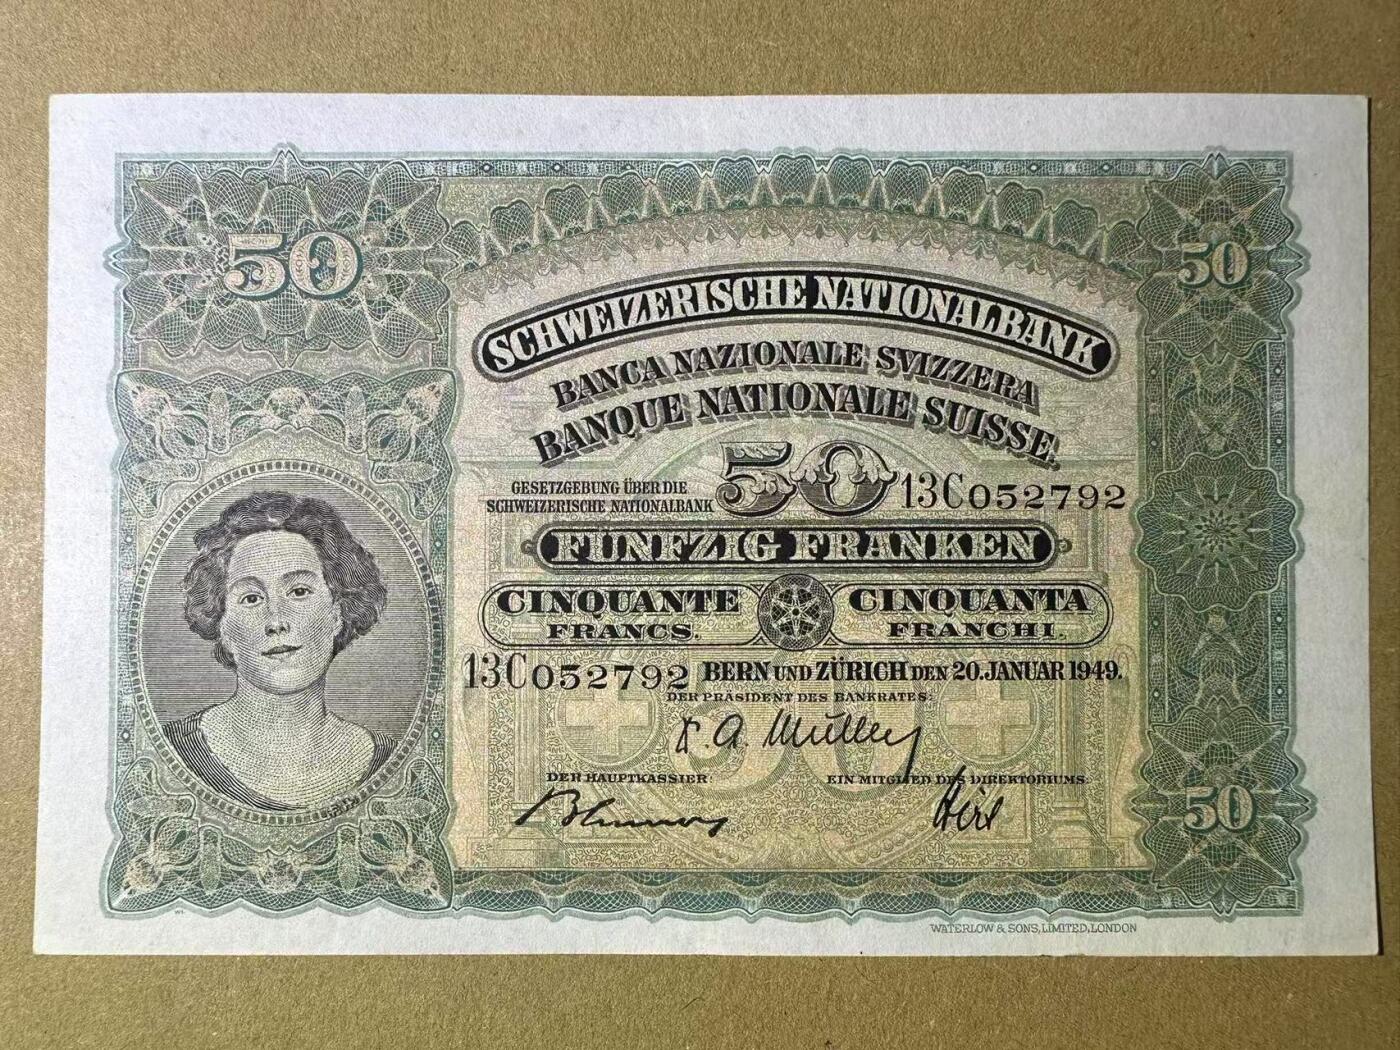 50
50
SCHWEIZERISCHE NATIONALBANK
BANCA NAZIONALE SVIZZERA
BANQUE NATIONALE SUISSE.
GESETZGEBUNG ÜBER DIE
SCHWEIZERISCHE NATIONALBANK
50
13C052792
FÜNFZIG FRANKEN
CINQUANTE
FRANCS.
CINQUANTA
FRANCHI.
13C052792
BERN UND ZÜRICH DEN 20. JANUAR 1949.
DER PRÄSIDENT DES BANKRATES:
A. Müller
DER HAUPTKASSIER:
EIN MITGLIED DES DIREKTORIUMS:
Hirs
50
WATERLOW & SONS, LIMITED, LONDON